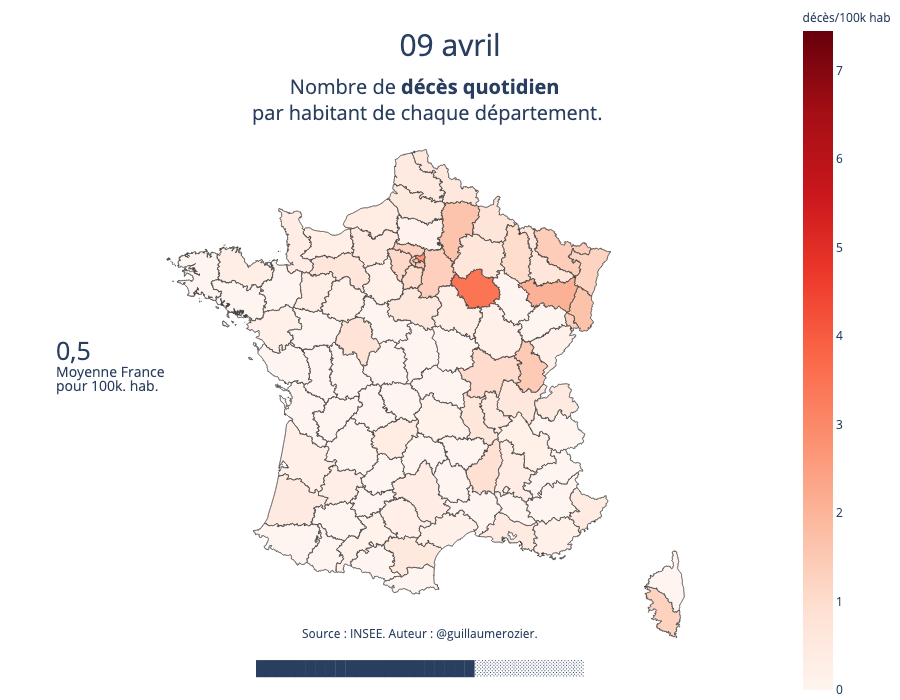 décès/100k hab
09 avril
Nombre de décès quotidien
par habitant de chaque département.
7
6
5
4
3
2
1
0
0,5
Moyenne France
pour 100k. hab.
Source : INSEE. Auteur : @guillaumerozier.